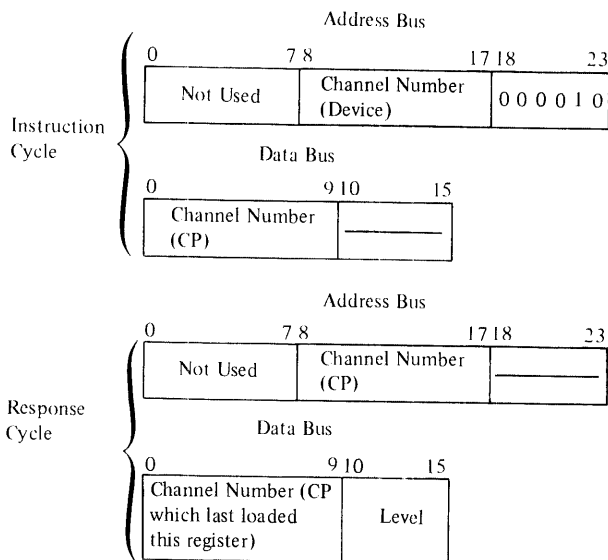 Address Bus
0 7 8 17 18 23
Not Used Channel Number (Device) 0 0 0 0 1 0
Instruction Cycle
Data Bus
0 9 10 15
Channel Number (CP)
Address Bus
0 7 8 17 18 23
Not Used Channel Number (CP)
Response Cycle
Data Bus
0 9 10 15
Channel Number (CP which last loaded this register) Level